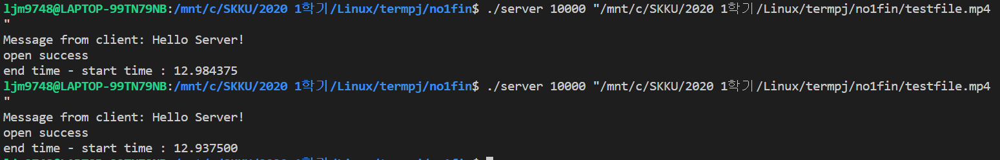 ljm9748@LAPTOP-99TN79NB:/mnt/c/SKKU/2020 1학기/Linux/termpj/no1fin$ ./server 10000 "/mnt/c/SKKU/2020 1학기/Linux/termpj/no1fin/testfile.mp4
"
Message from client: Hello Server!
open success
end time - start time : 12.984375
ljm9748@LAPTOP-99TN79NB:/mnt/c/SKKU/2020 1학기/Linux/termpj/no1fin$ ./server 10000 "/mnt/c/SKKU/2020 1학기/Linux/termpj/no1fin/testfile.mp4
"
Message from client: Hello Server!
open success
end time - start time : 12.937500